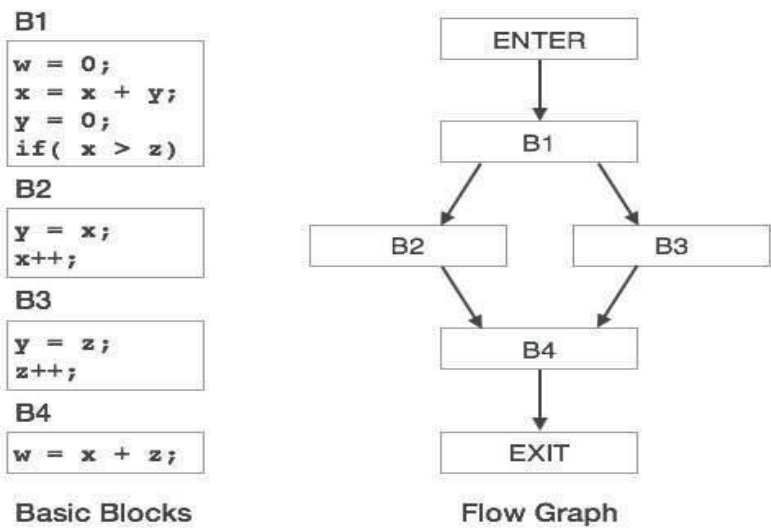 B1
w = 0;
x = x + y;
y = 0;
if( x > z)
B2
y = x;
x++;
B3
y = z;
z++;
B4
w = x + z;
Basic Blocks
ENTER
B1
B2
B3
B4
EXIT
Flow Graph